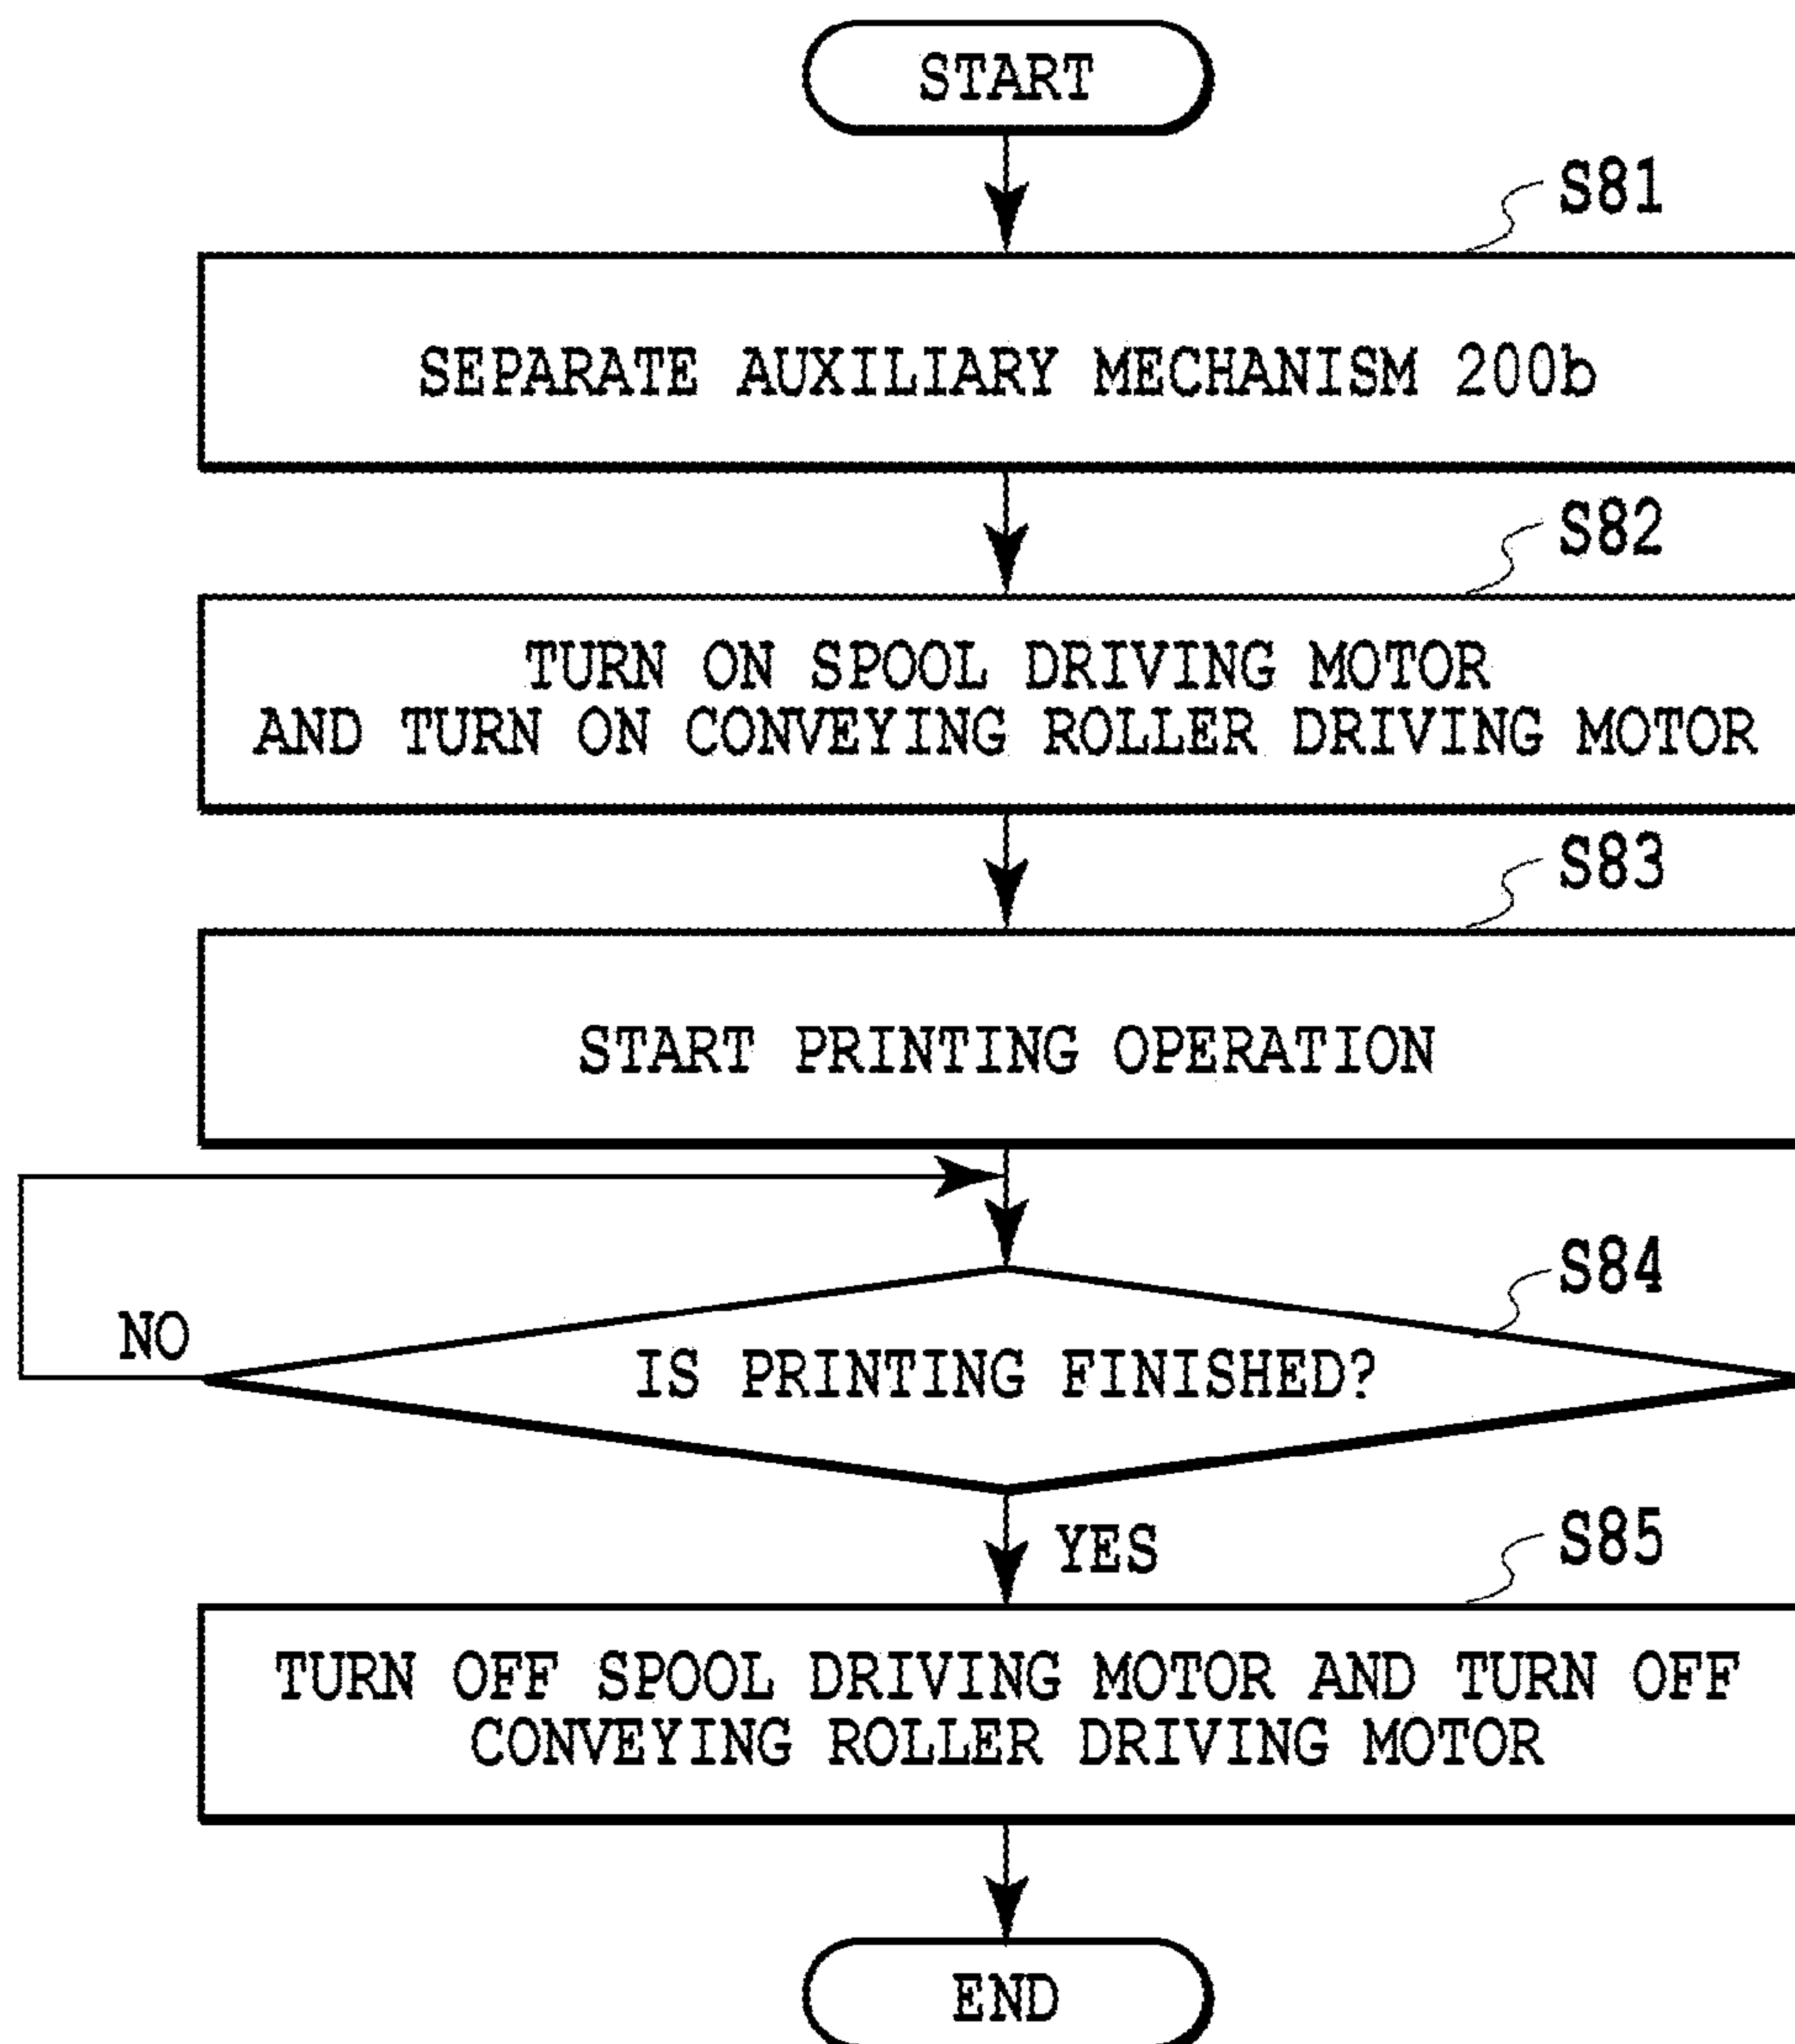 START
S81
SEPARATE AUXILIARY MECHANISM 200b
S82
TURN ON SPOOL DRIVING MOTOR
AND TURN ON CONVEYING ROLLER DRIVING MOTOR
S83
START PRINTING OPERATION
S84
NO
IS PRINTING FINISHED?
YES
S85
TURN OFF SPOOL DRIVING MOTOR AND TURN OFF
CONVEYING ROLLER DRIVING MOTOR
END